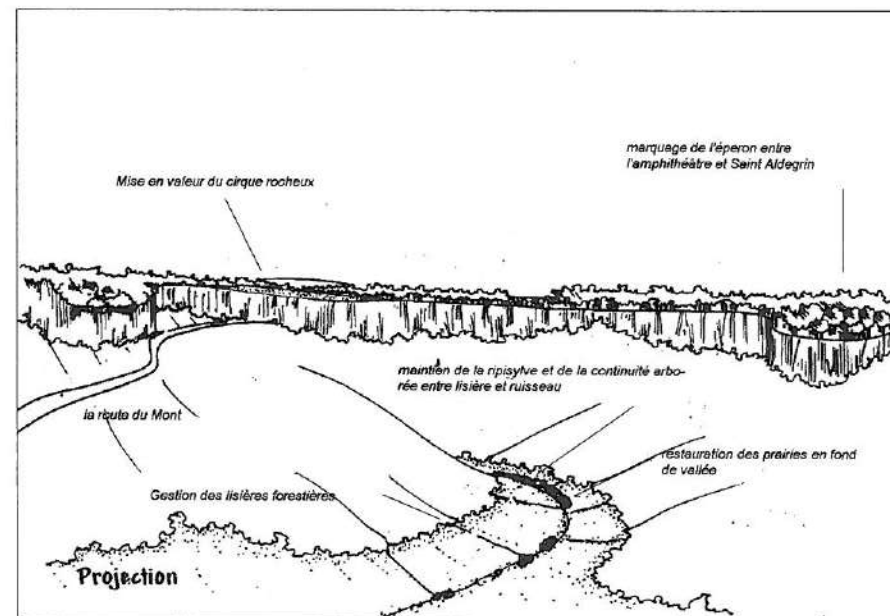 marquage de l'éperon entre
l'amphithéâtre et Saint Aldegrin
Mise en valeur du cirque rocheux
maintien de la ripisylve et de la continuité arbo-
rée entre lisière et ruisseau
la route du Mont
restauration des prairies en fond
de vallée
Gestion des lisières forestières
Projection